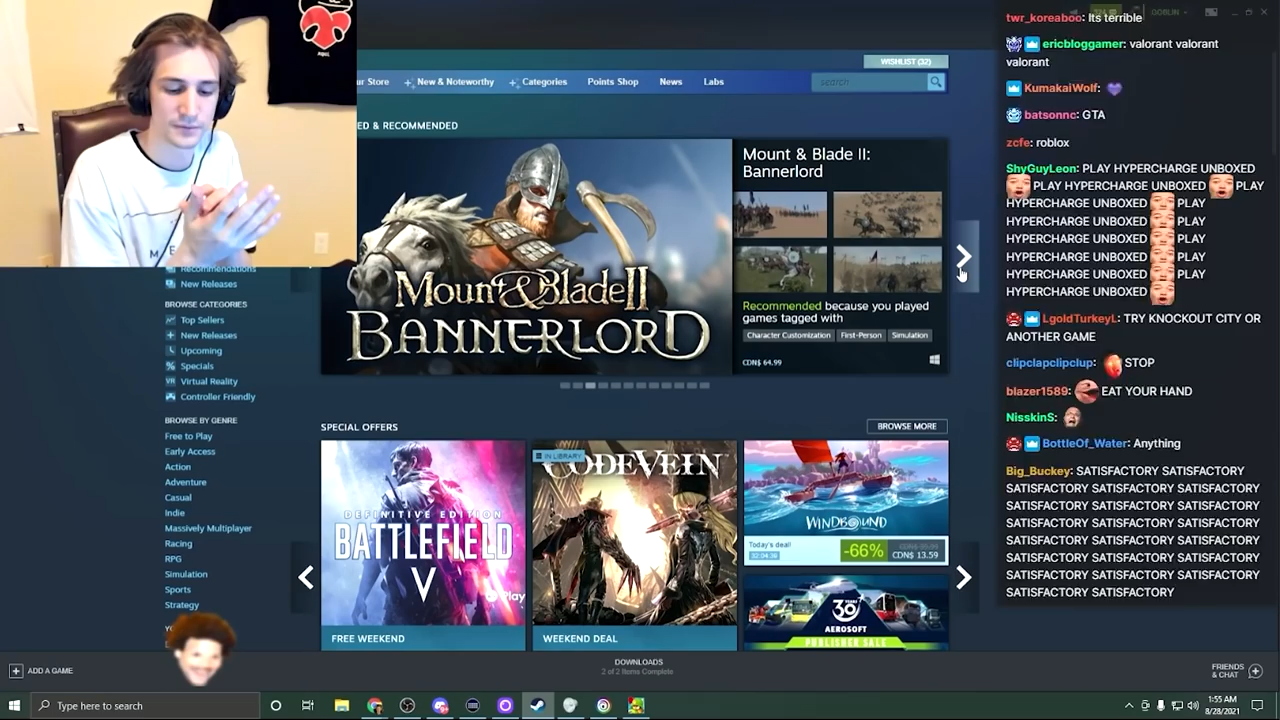 GOBLIN
WISHLIST (32)
ur Store
New & Noteworthy
Categories
Points Shop
News
Labs
search
ED & RECOMMENDED
Mount & Blade II:
Bannerlord
Mount & Blade II
BANNERLORD
Recommended because you played
games tagged with
Character Customization
First-Person
Simulation
CDN$ 64.99
Recommendations
New Releases
BROWSE CATEGORIES
Top Sellers
New Releases
Upcoming
Specials
VR Virtual Reality
Controller Friendly
BROWSE BY GENRE
Free to Play
Early Access
Action
Adventure
Casual
Indie
Massively Multiplayer
Racing
RPG
Simulation
Sports
Strategy
SPECIAL OFFERS
BROWSE MORE
DEFINITIVE EDITION
BATTLEFIELD
V
Play
FREE WEEKEND
IN LIBRARY
CODE VEIN
WEEKEND DEAL
WINDBOUND
Today's deal!
-66%
CDN$ 13.59
30
AEROSOFT
PUBLISHER SALE
twr_koreaboo: Its terrible
ericbloggamer: valorant valorant
valorant
KumakaiWolf:
batsonnc: GTA
zcfe: roblox
ShyGuyLeon: PLAY HYPERCHARGE UNBOXED
PLAY HYPERCHARGE UNBOXED PLAY
HYPERCHARGE UNBOXED PLAY
HYPERCHARGE UNBOXED PLAY
HYPERCHARGE UNBOXED PLAY
HYPERCHARGE UNBOXED PLAY
HYPERCHARGE UNBOXED PLAY
HYPERCHARGE UNBOXED
LgoldTurkeyL: TRY KNOCKOUT CITY OR
ANOTHER GAME
clipclapclipclup: STOP
blazer1589: EAT YOUR HAND
NisskinS:
BottleOf_Water: Anything
Big_Buckey: SATISFACTORY SATISFACTORY
SATISFACTORY SATISFACTORY SATISFACTORY
SATISFACTORY SATISFACTORY SATISFACTORY
SATISFACTORY SATISFACTORY SATISFACTORY
SATISFACTORY SATISFACTORY SATISFACTORY
SATISFACTORY SATISFACTORY SATISFACTORY
SATISFACTORY SATISFACTORY SATISFACTORY
SATISFACTORY SATISFACTORY
ADD A GAME
DOWNLOADS
2 of 2 Items Complete
FRIENDS
& CHAT
Type here to search
1:55 AM
8/28/2021